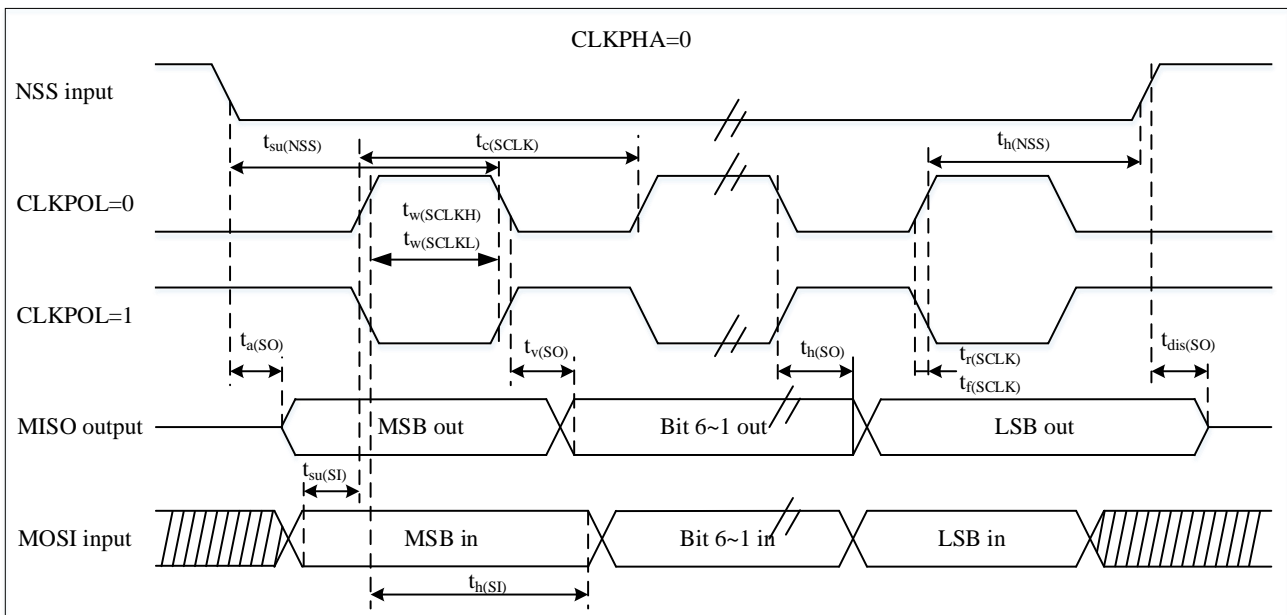 CLKPHA=0
NSS input
tsu(NSS)
tc(SCLK)
th(NSS)
CLKPOL=0
tw(SCLKH)
tw(SCLKL)
CLKPOL=1
ta(SO)
tv(SO)
th(SO)
tr(SCLK)
tf(SCLK)
tdis(SO)
MISO output
MSB out
Bit 6~1 out
LSB out
tsu(SI)
MOSI input
MSB in
Bit 6~1 in
LSB in
th(SI)